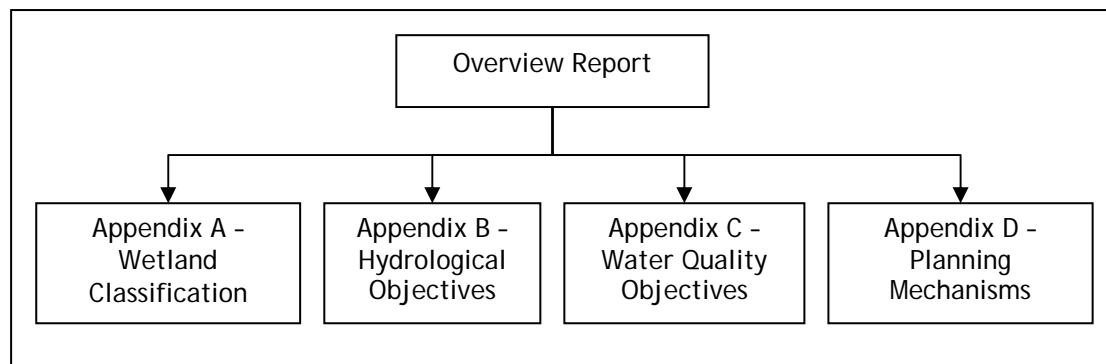 Overview Report
Appendix A –
Wetland
Classification
Appendix B –
Hydrological
Objectives
Appendix C –
Water Quality
Objectives
Appendix D –
Planning
Mechanisms